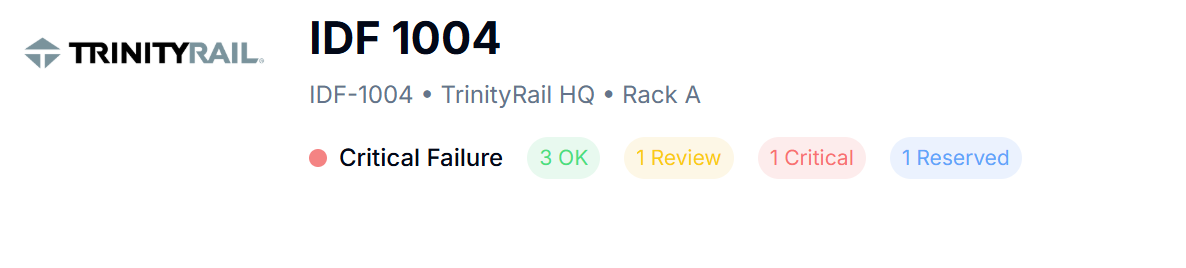 TRINITYRAIL®
IDF 1004
IDF-1004 • TrinityRail HQ • Rack A
Critical Failure 3 OK 1 Review 1 Critical 1 Reserved